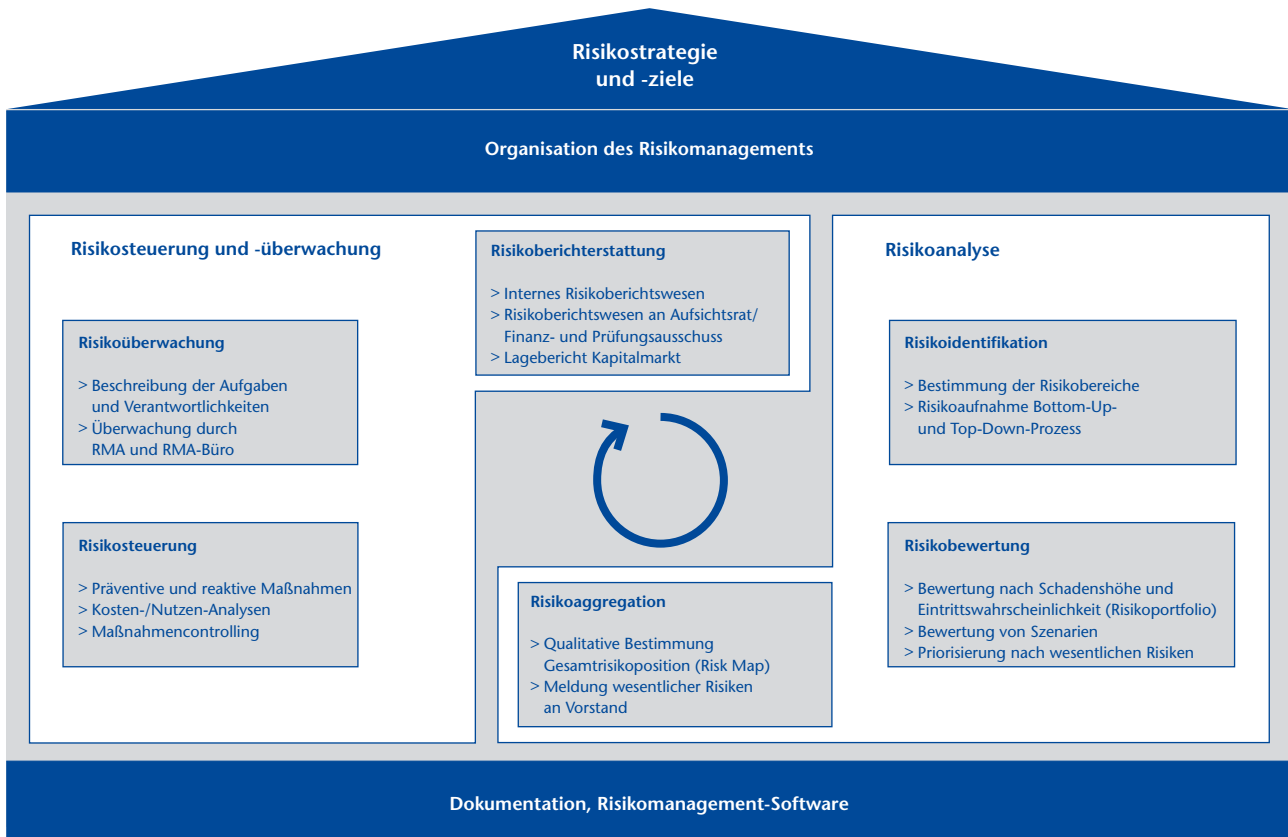 Risikostrategie
und -ziele
Organisation des Risikomanagements
Risikosteuerung und -überwachung
Risikoberichterstattung
> Internes Risikoberichtswesen
> Risikoberichtswesen an Aufsichtsrat/
Finanz- und Prüfungsausschuss
> Lagebericht Kapitalmarkt
Risikoüberwachung
> Beschreibung der Aufgaben
und Verantwortlichkeiten
> Überwachung durch
RMA und RMA-Büro
Risikosteuerung
> Präventive und reaktive Maßnahmen
> Kosten-/Nutzen-Analysen
> Maßnahmencontrolling
Risikoanalyse
Risikoidentifikation
> Bestimmung der Risikobereiche
> Risikoaufnahme Bottom-Up-
und Top-Down-Prozess
Risikobewertung
> Bewertung nach Schadenshöhe und
Eintrittswahrscheinlichkeit (Risikoportfolio)
> Bewertung von Szenarien
> Priorisierung nach wesentlichen Risiken
Risikoaggregation
> Qualitative Bestimmung
Gesamtrisikoposition (Risk Map)
> Meldung wesentlicher Risiken
an Vorstand
Dokumentation, Risikomanagement-Software